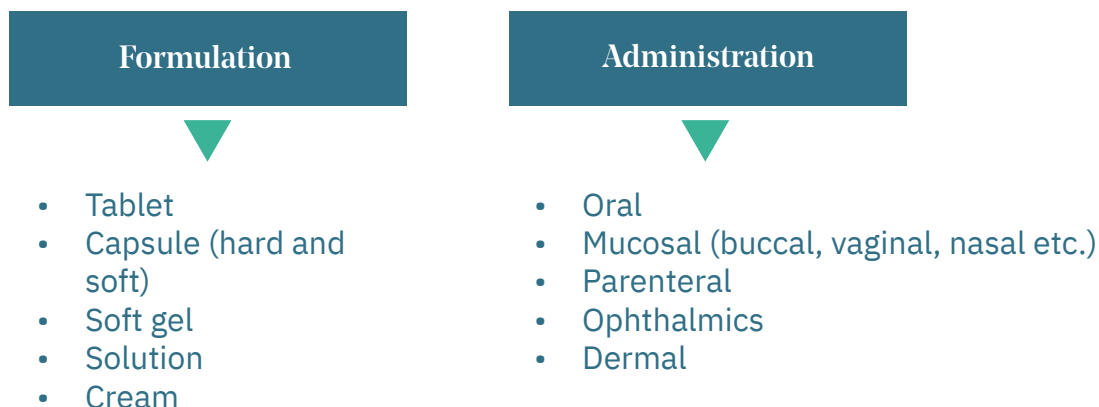 Formulation
• Tablet
• Capsule (hard and
soft)
• Soft gel
• Solution
• Cream
Administration
• Oral
• Mucosal (buccal, vaginal, nasal etc.)
• Parenteral
• Ophthalmics
• Dermal